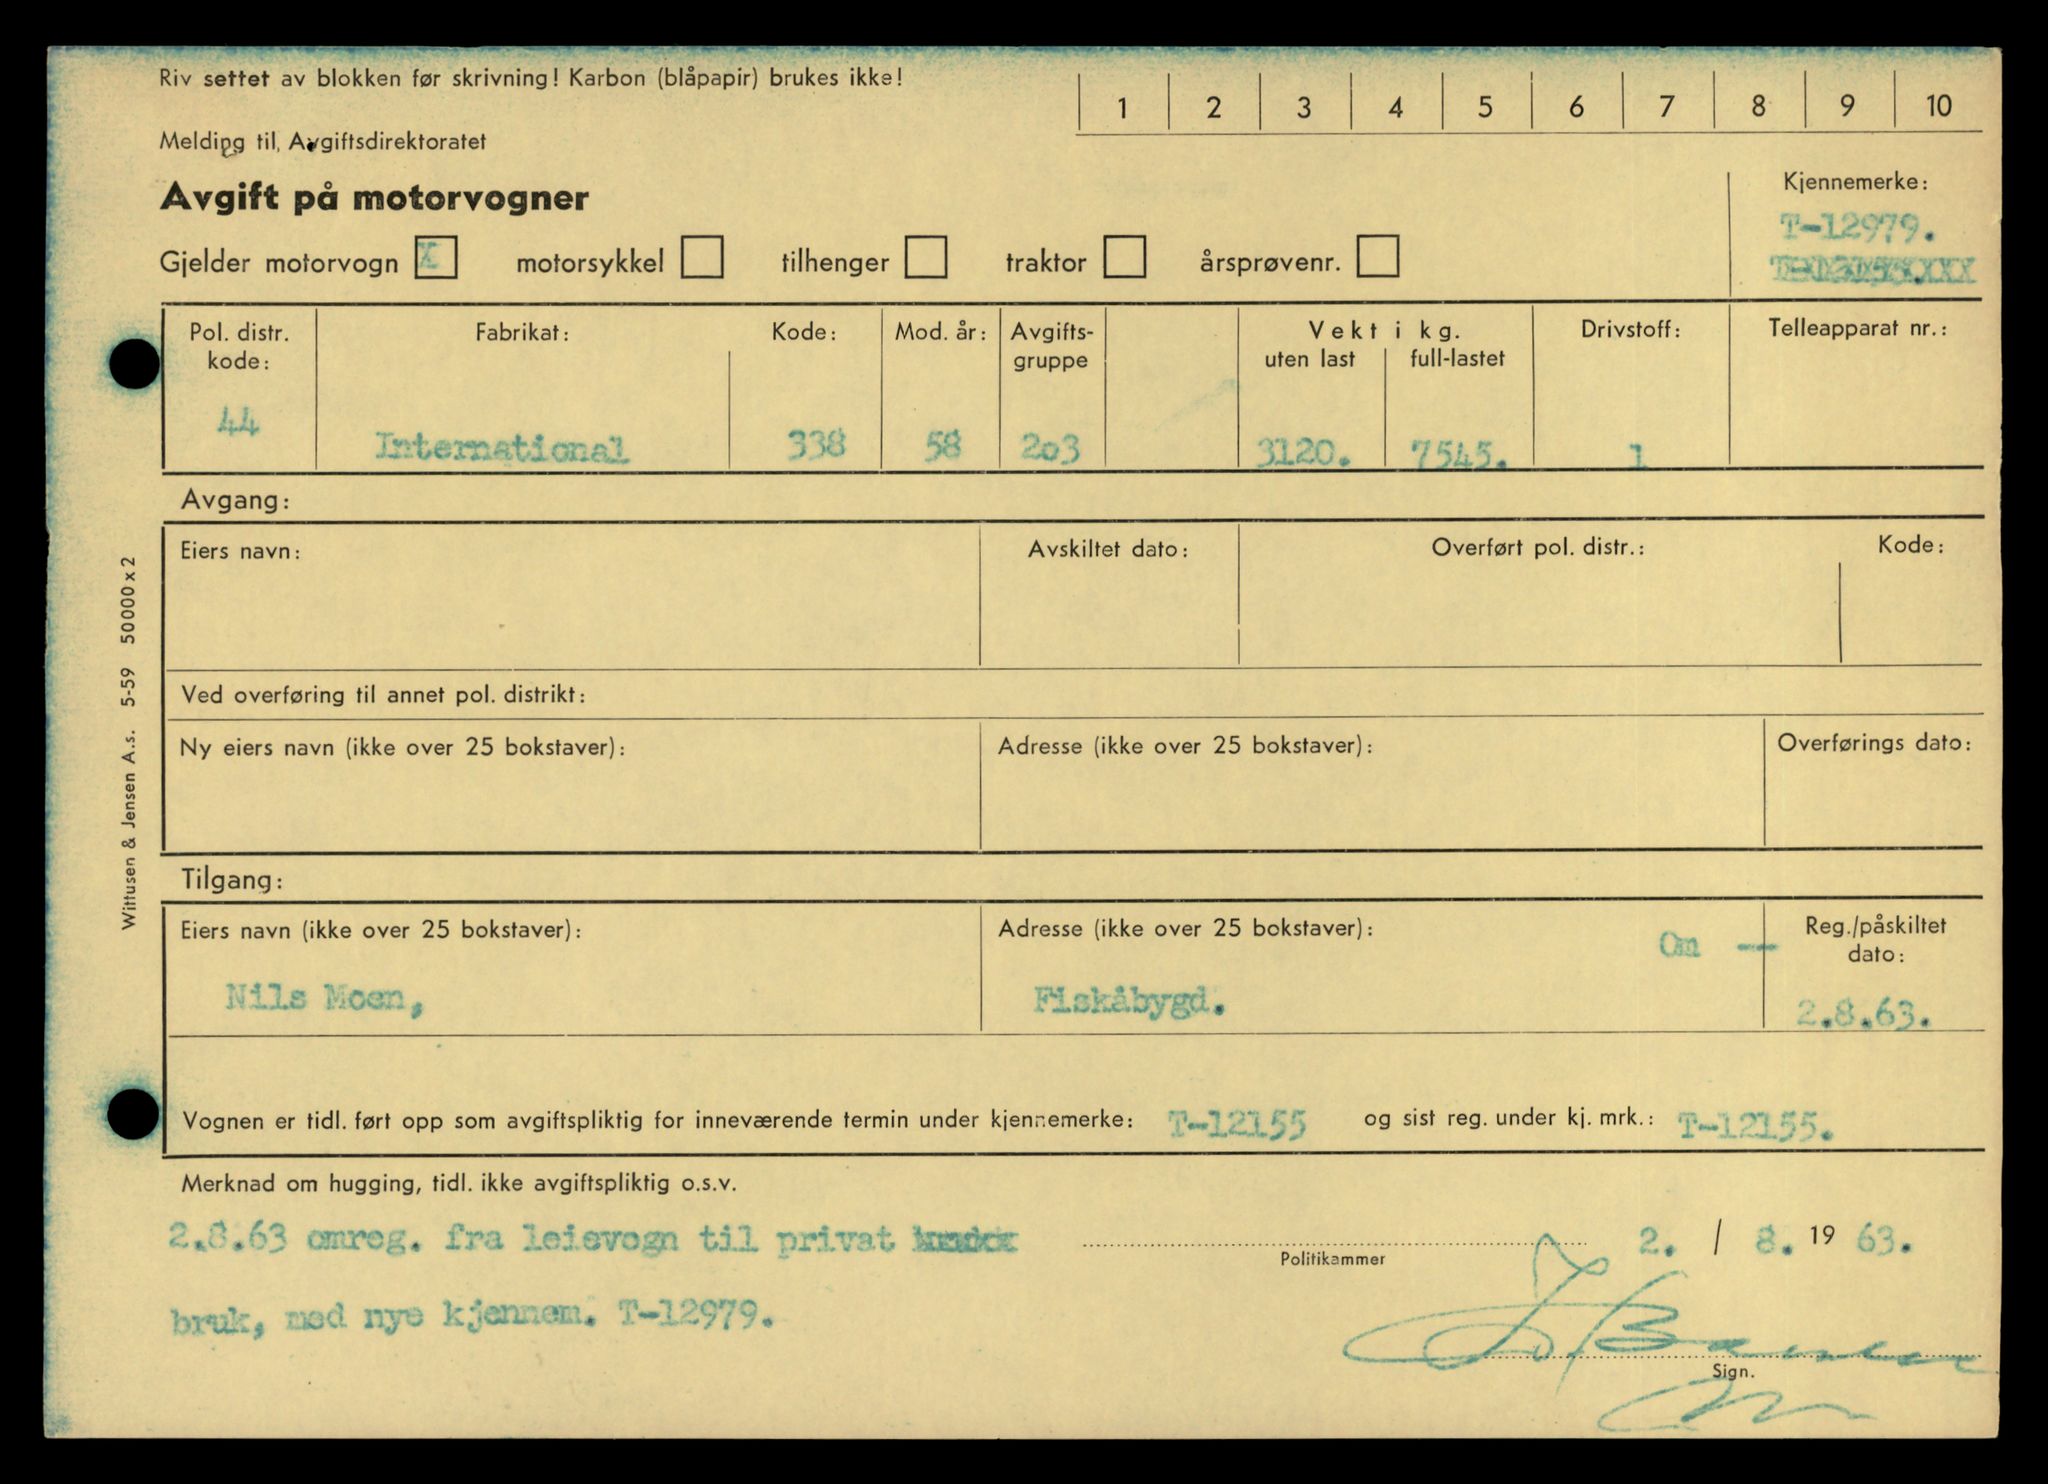 Riv settet av blokken før skrivning! Karbon (blåpapir) brukes ikke!
1 2 3 4 5 6 7 8 9 10
Melding til, Avgiftsdirektoratet
Avgift på motorvogner
Kjennemerke:
T-12979.
Gjelder motorvogn X motorsykkel tilhenger traktor årsprøvenr.
Pol. distr. kode: Fabrikat: Kode: Mod. år: Avgifts-gruppe Vekt i kg. uten last full-lastet Drivstoff: Telleapparat nr.:
44 International 338 58 2o3 3120. 7545. 1
Avgang:
Eiers navn: Avskiltet dato: Overført pol. distr.: Kode:
Ved overføring til annet pol. distrikt:
Ny eiers navn (ikke over 25 bokstaver): Adresse (ikke over 25 bokstaver): Overførings dato:
Tilgang:
Eiers navn (ikke over 25 bokstaver): Adresse (ikke over 25 bokstaver): Om — Reg./påskiltet dato:
Nils Moen, Fiskåbygd. 2.8.63.
Vognen er tidl. ført opp som avgiftspliktig for inneværende termin under kjennemerke: T-12155 og sist reg. under kj. mrk.: T-12155.
Merknad om hugging, tidl. ikke avgiftspliktig o.s.v.
2.8.63 omreg. fra leievogn til privat
bruk, med nye kjennem. T-12979.
2. / 8. 19 63.
Politikammer
Sign.
Wittusen & Jensen A.s. 5-59 50000 x 2